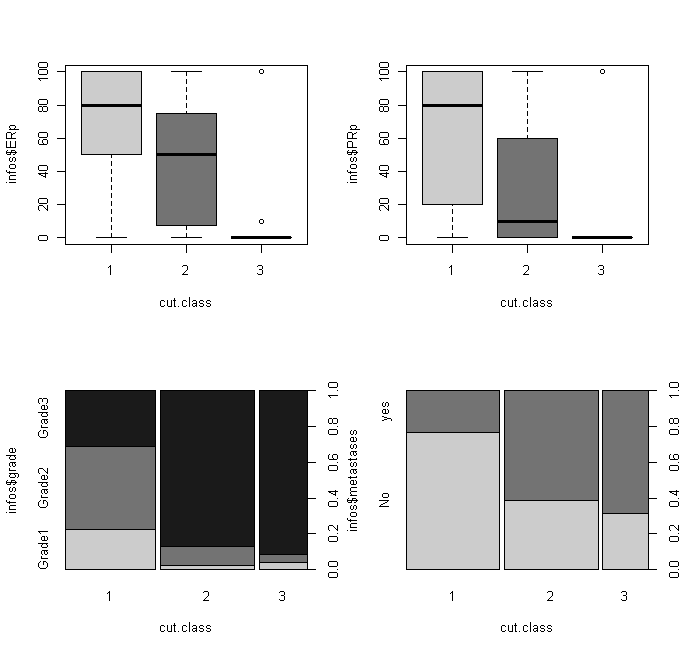 infos$ERp
0 20 40 60 80 100
1 2 3
cut.class
infos$PRp
0 20 40 60 80 100
1 2 3
cut.class
infos$grade
Grade1 Grade2 Grade3
0.0 0.2 0.4 0.6 0.8 1.0
1 2 3
cut.class
infos$metastases
No yes
0.0 0.2 0.4 0.6 0.8 1.0
1 2 3
cut.class